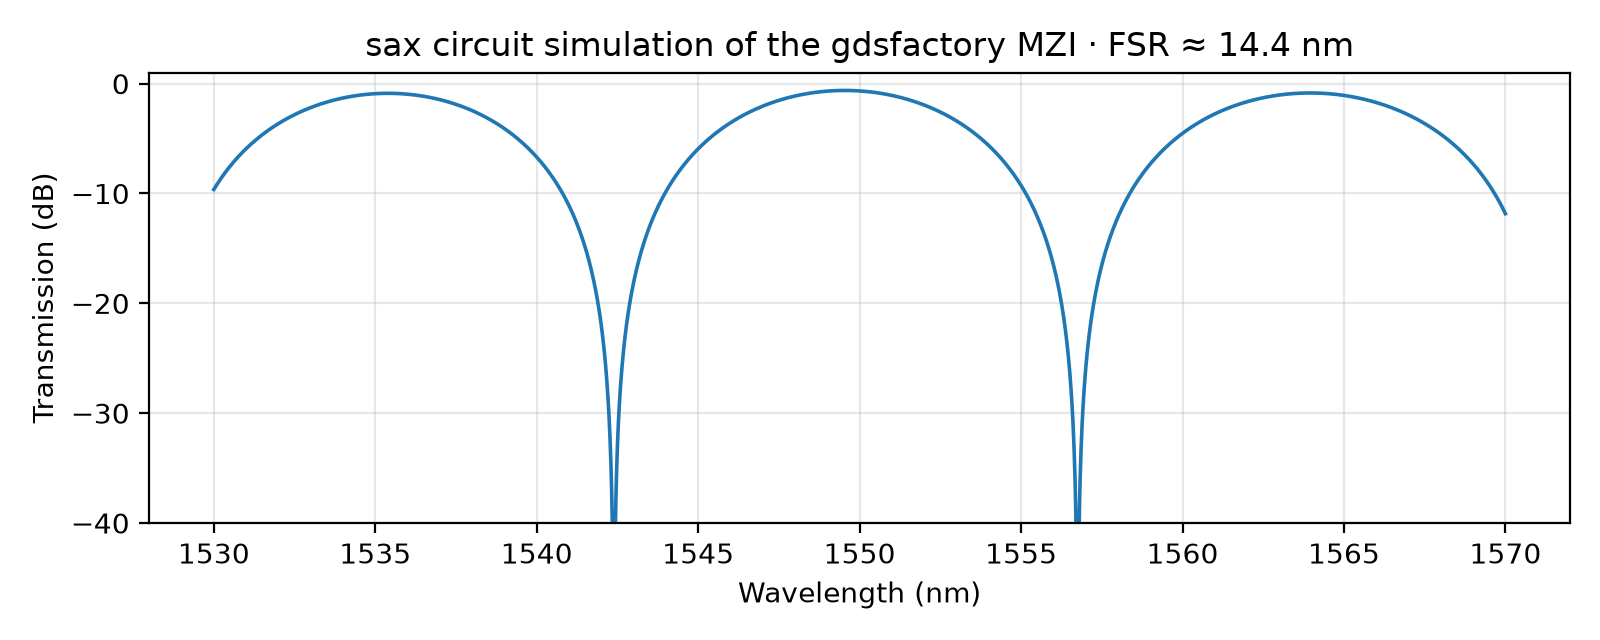 sax circuit simulation of the gdsfactory MZI · FSR ≈ 14.4 nm
Transmission (dB)
0
−10
−20
−30
−40
1530 1535 1540 1545 1550 1555 1560 1565 1570
Wavelength (nm)